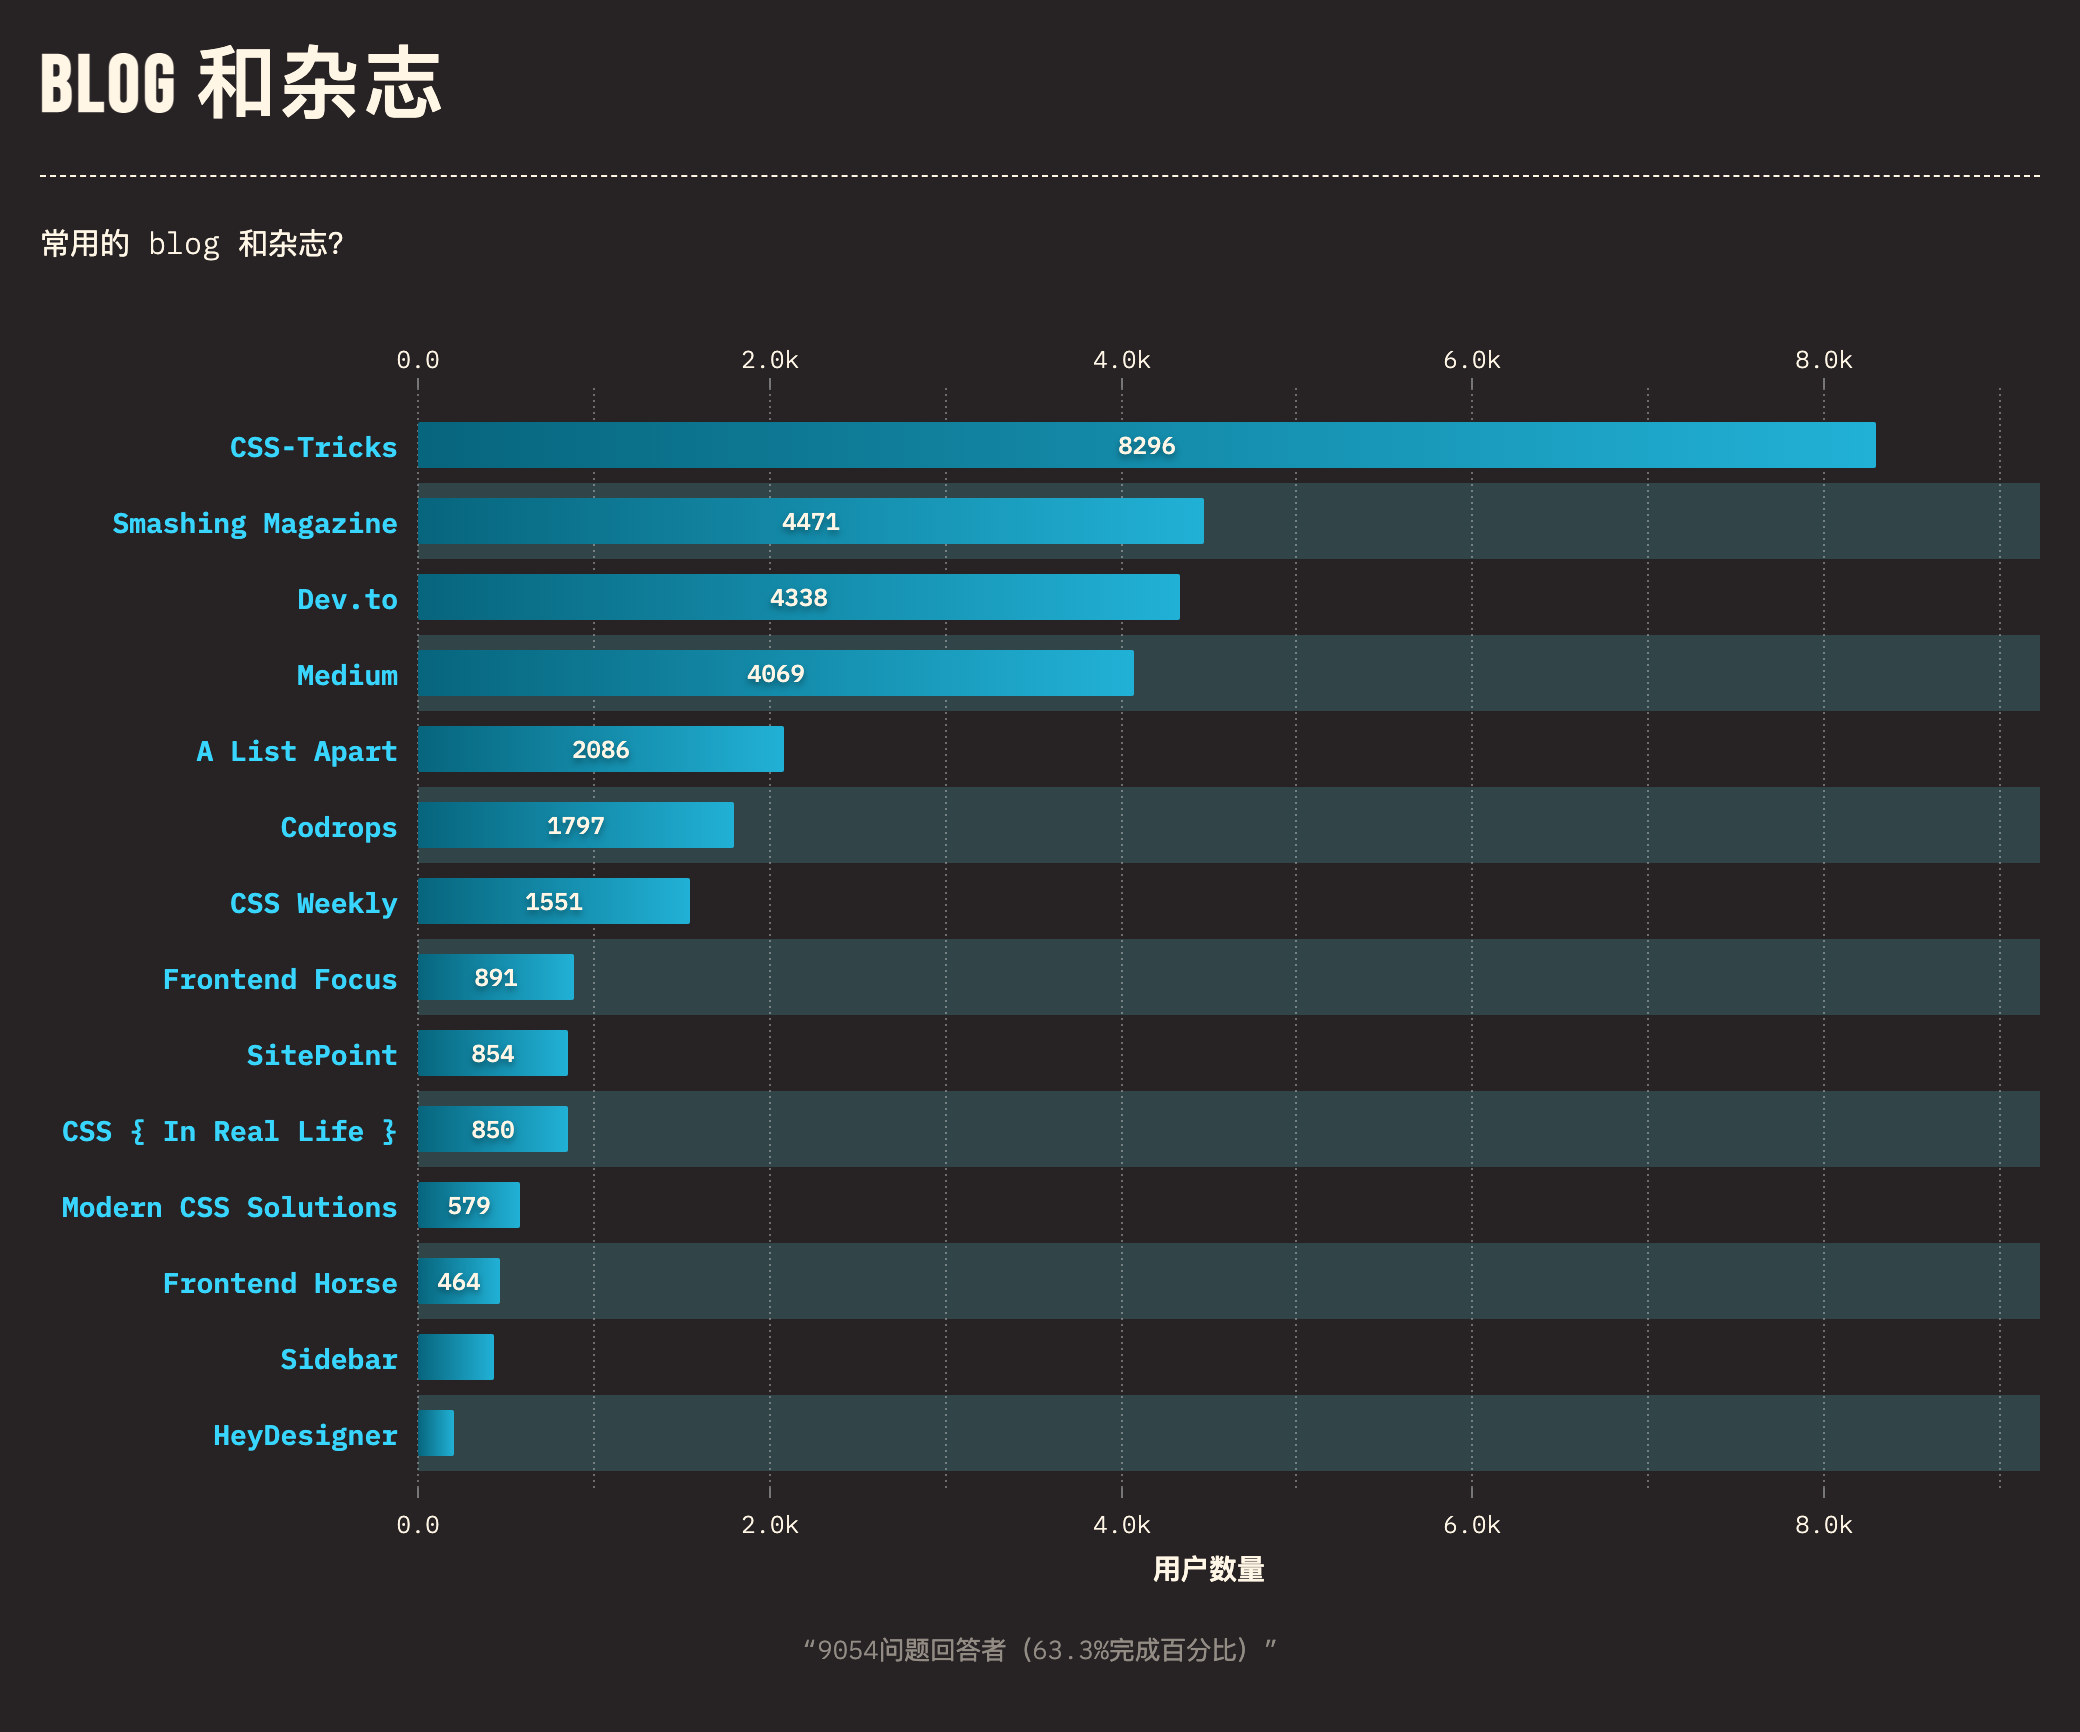 BLOG 和杂志
常用的 blog 和杂志?
0.0 2.0k 4.0k 6.0k 8.0k
CSS-Tricks 8296
Smashing Magazine 4471
Dev.to 4338
Medium 4069
A List Apart 2086
Codrops 1797
CSS Weekly 1551
Frontend Focus 891
SitePoint 854
CSS { In Real Life } 850
Modern CSS Solutions 579
Frontend Horse 464
Sidebar
HeyDesigner
0.0 2.0k 4.0k 6.0k 8.0k
用户数量
“9054问题回答者（63.3%完成百分比）”